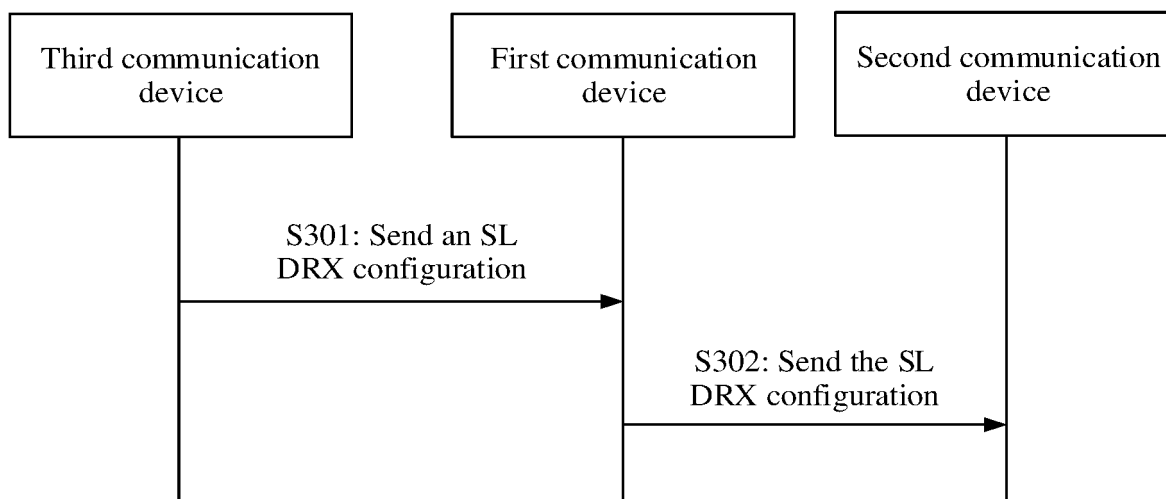 Third communication
device
First communication
device
Second communication
device
S301: Send an SL
DRX configuration
S302: Send the SL
DRX configuration